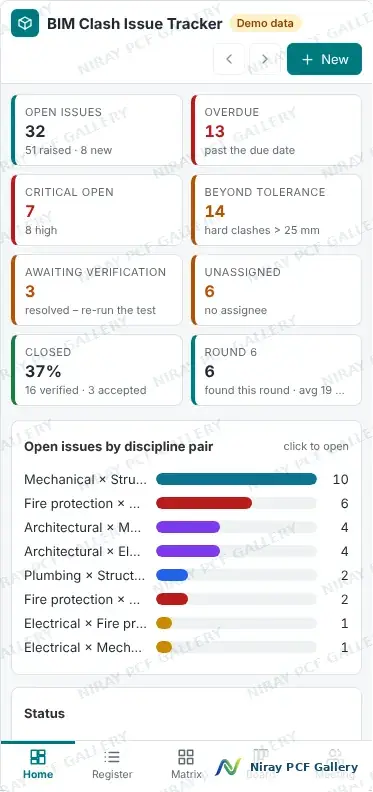 BIM Clash Issue Tracker
Demo data
+ New
OPEN ISSUES
32
51 raised · 8 new
OVERDUE
13
past the due date
CRITICAL OPEN
7
8 high
BEYOND TOLERANCE
14
hard clashes > 25 mm
AWAITING VERIFICATION
3
resolved – re-run the test
UNASSIGNED
6
no assignee
CLOSED
37%
16 verified · 3 accepted
ROUND 6
6
found this round · avg 19 ...
Open issues by discipline pair
click to open
Mechanical × Stru... 10
Fire protection × ... 6
Architectural × M... 4
Architectural × El... 4
Plumbing × Struct... 2
Fire protection × ... 2
Electrical × Fire pr... 1
Electrical × Mech... 1
Status
Home
Register
Matrix
Board
Meeting
Niray PCF Gallery
NIRAY PCF GALLERY